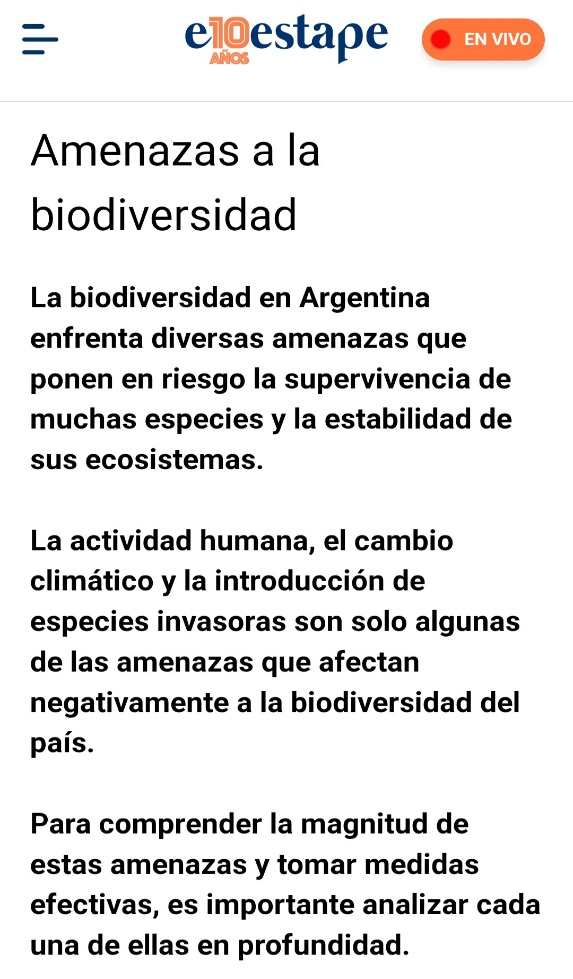 el10estape
AÑOS
EN VIVO
Amenazas a la
biodiversidad
La biodiversidad en Argentina
enfrenta diversas amenazas que
ponen en riesgo la supervivencia de
muchas especies y la estabilidad de
sus ecosistemas.
La actividad humana, el cambio
climático y la introducción de
especies invasoras son solo algunas
de las amenazas que afectan
negativamente a la biodiversidad del
país.
Para comprender la magnitud de
estas amenazas y tomar medidas
efectivas, es importante analizar cada
una de ellas en profundidad.